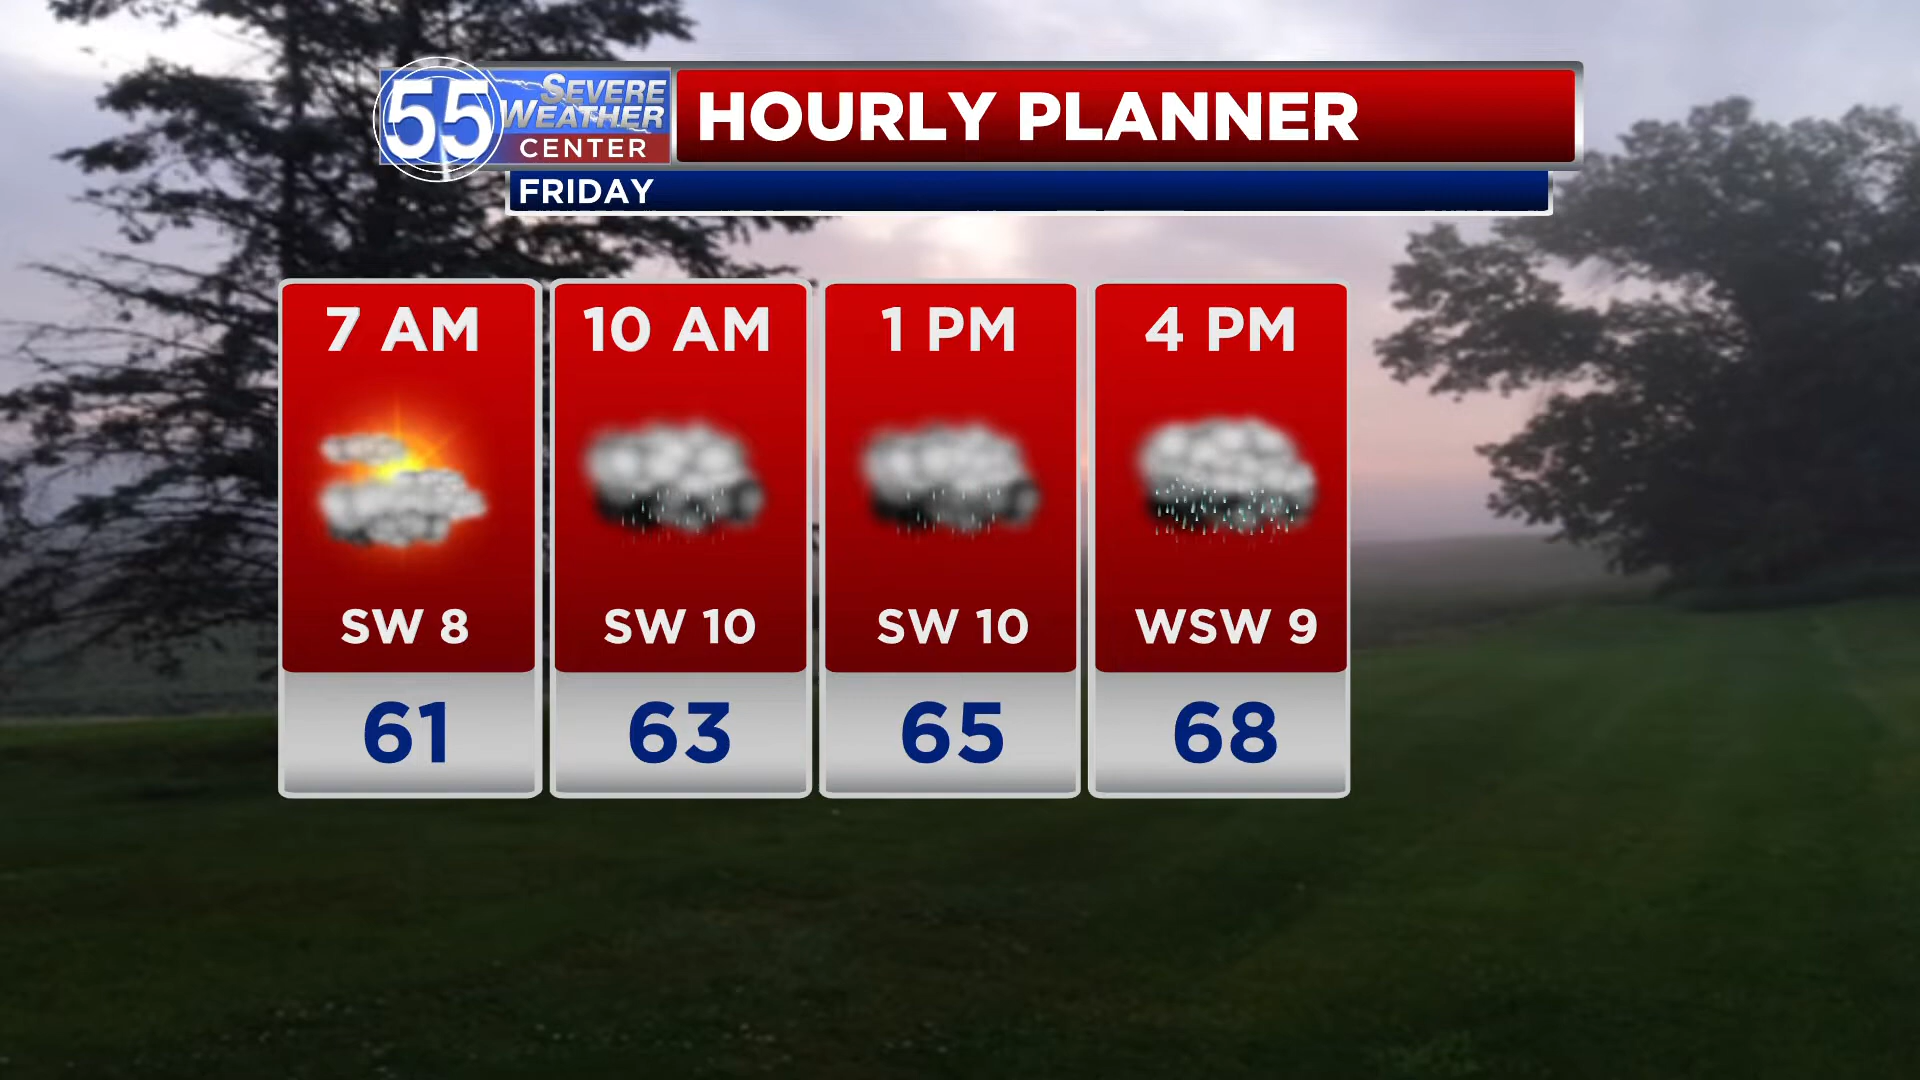 55
SEVERE
WEATHER
CENTER
HOURLY PLANNER
FRIDAY
7 AM
SW 8
61
10 AM
SW 10
63
1 PM
SW 10
65
4 PM
WSW 9
68